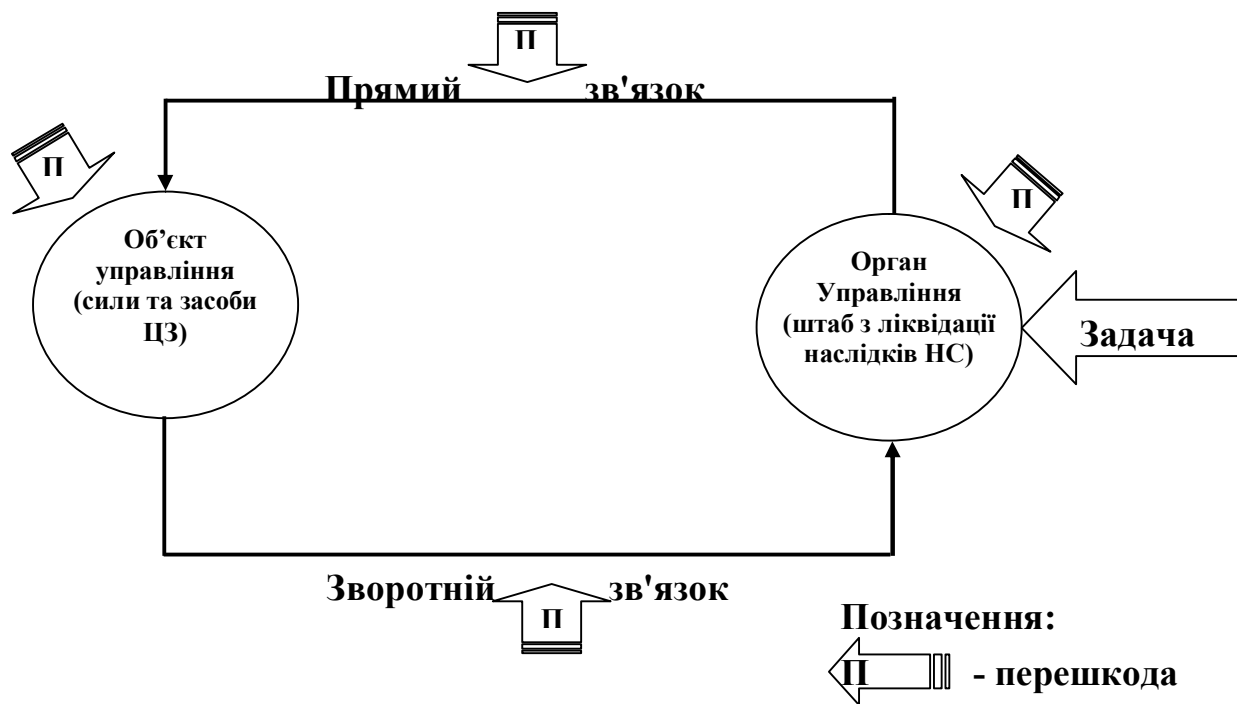 П
Прямий зв'язок
П
П
Об’єкт
управління
(сили та засоби
ЦЗ)
Орган
Управління
(штаб з ліквідації
наслідків НС)
Задача
Зворотній зв'язок
П
Позначення:
П - перешкода